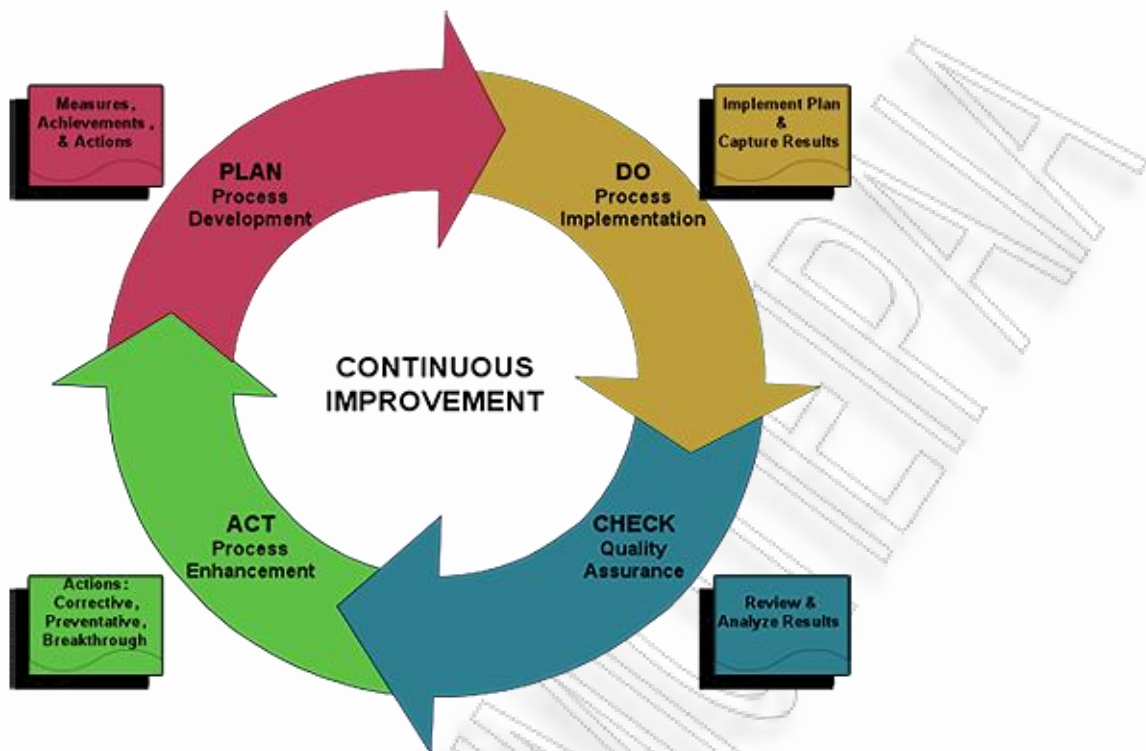 Measures,
Achievements,
& Actions
Implement Plan
&
Capture Results
PLAN
Process
Development
DO
Process
Implementation
CONTINUOUS
IMPROVEMENT
ACT
Process
Enhancement
CHECK
Quality
Assurance
Actions:
Corrective,
Preventative,
Breakthrough
Review &
Analyze Results